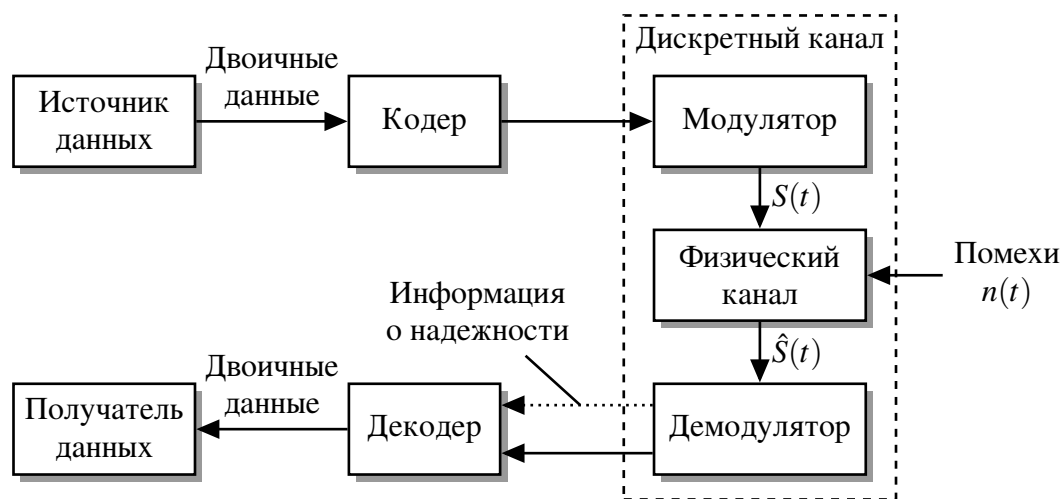 Дискретный канал
Двоичные
данные
Источник
данных
Кодер
Модулятор
S(t)
Физический
канал
Помехи
n(t)
Информация
о надежности
Ŝ(t)
Двоичные
данные
Получатель
данных
Декодер
Демодулятор